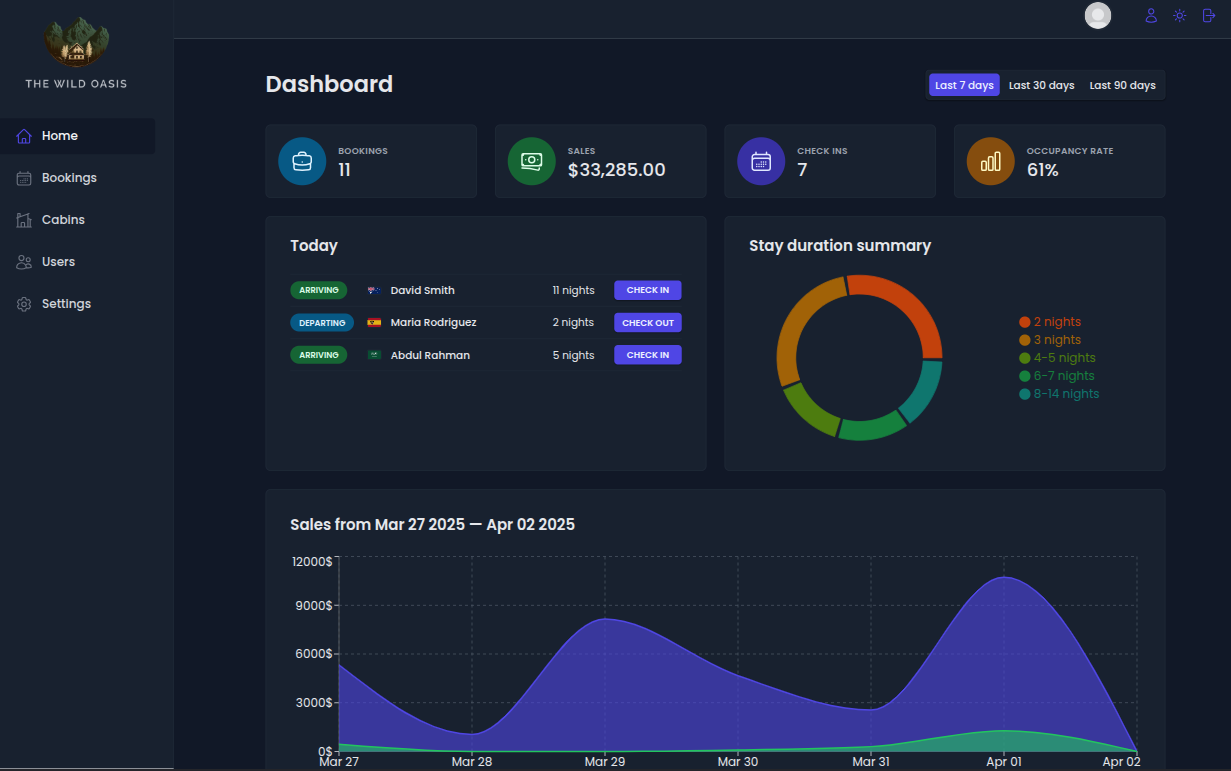 THE WILD OASIS
Home
Bookings
Cabins
Users
Settings
Dashboard
Last 7 days Last 30 days Last 90 days
BOOKINGS
11
SALES
$33,285.00
CHECK INS
7
OCCUPANCY RATE
61%
Today
ARRIVING David Smith 11 nights CHECK IN
DEPARTING Maria Rodriguez 2 nights CHECK OUT
ARRIVING Abdul Rahman 5 nights CHECK IN
Stay duration summary
2 nights
3 nights
4-5 nights
6-7 nights
8-14 nights
Sales from Mar 27 2025 — Apr 02 2025
12000$
9000$
6000$
3000$
0$
Mar 27 Mar 28 Mar 29 Mar 30 Mar 31 Apr 01 Apr 02